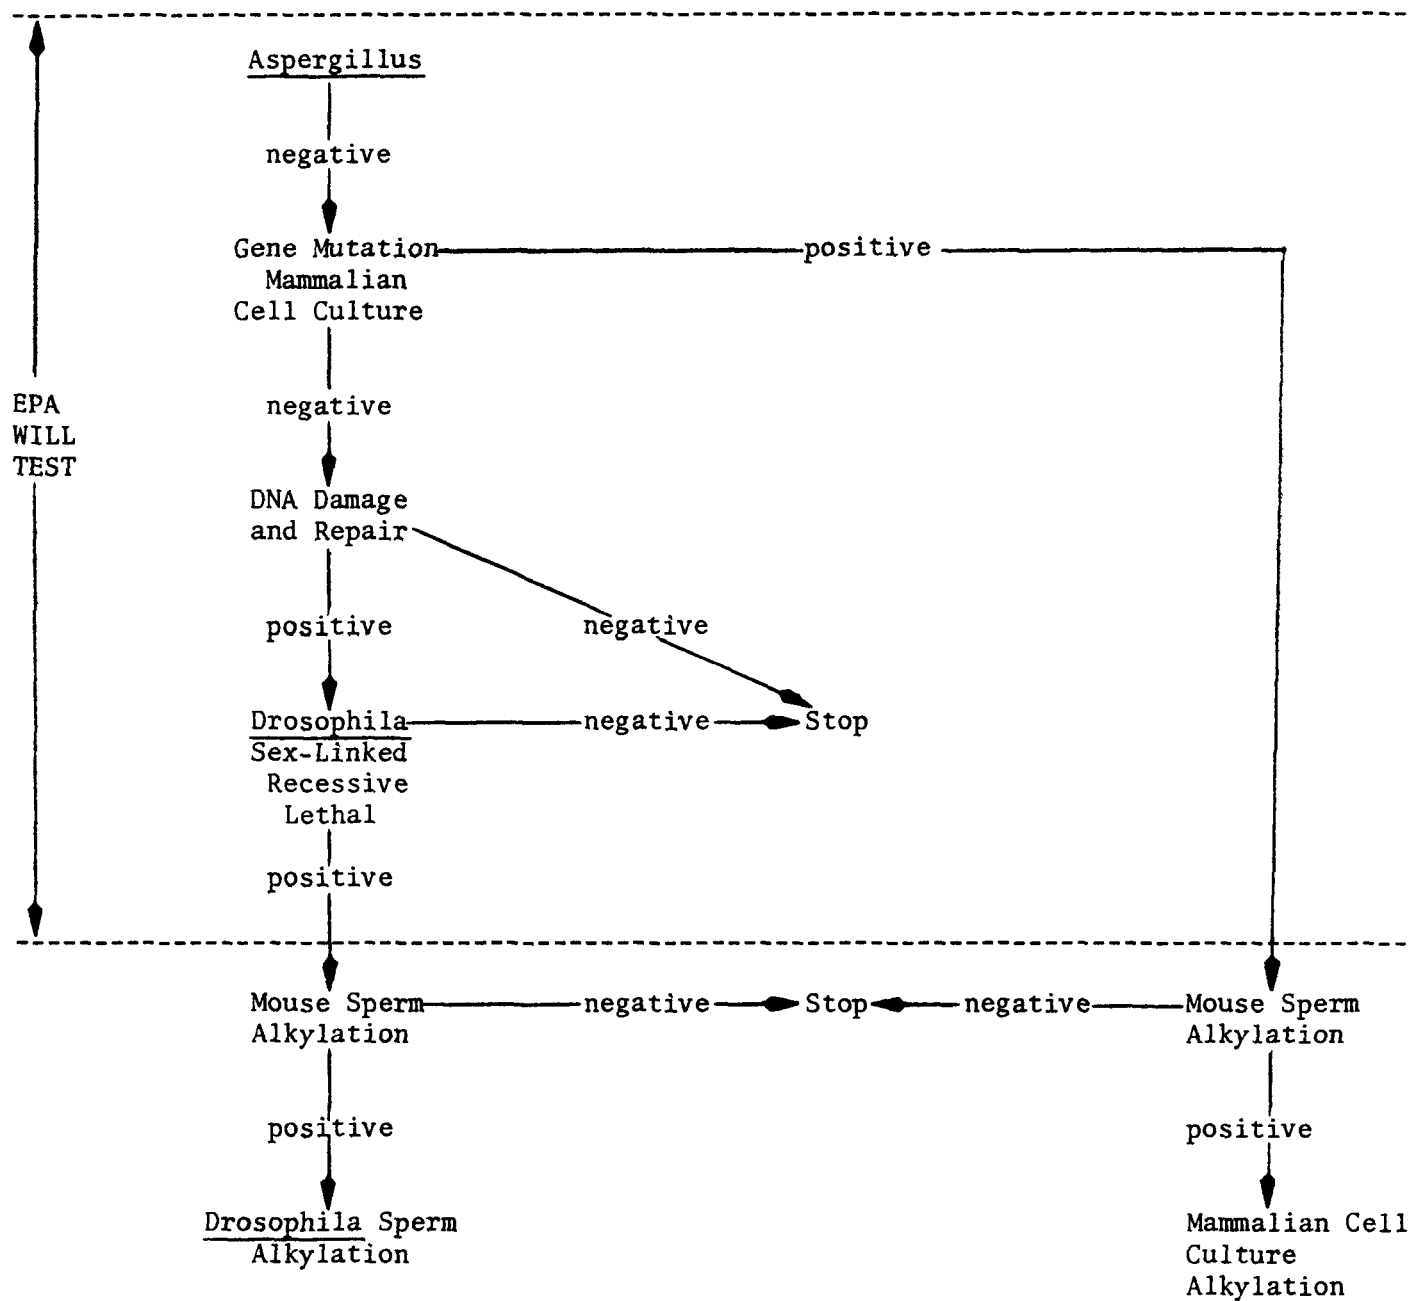 Aspergillus
negative
Gene Mutation
Mammalian
Cell Culture
positive
negative
EPA
WILL
TEST
DNA Damage
and Repair
positive
negative
Drosophila
Sex-Linked
Recessive
Lethal
negative
Stop
positive
Mouse Sperm
Alkylation
negative
Stop
negative
Mouse Sperm
Alkylation
positive
positive
Drosophila Sperm
Alkylation
Mammalian Cell
Culture
Alkylation